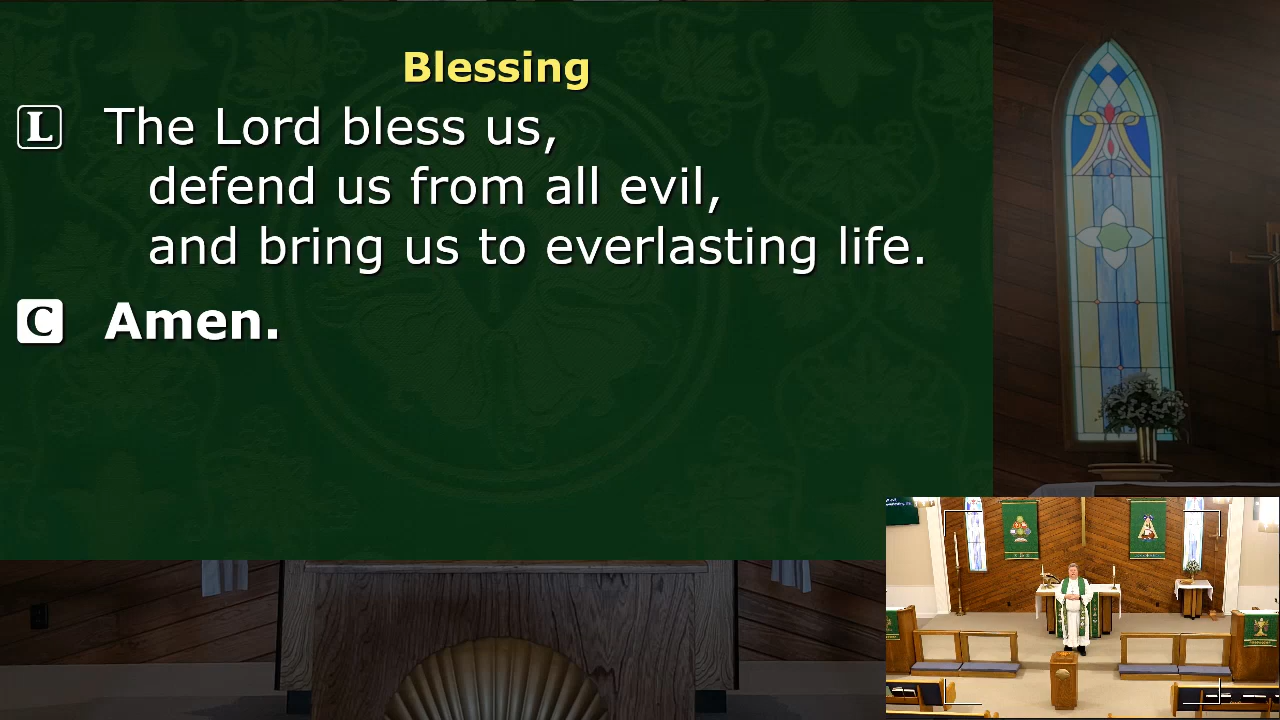 Blessing
L The Lord bless us,
defend us from all evil,
and bring us to everlasting life.
C Amen.